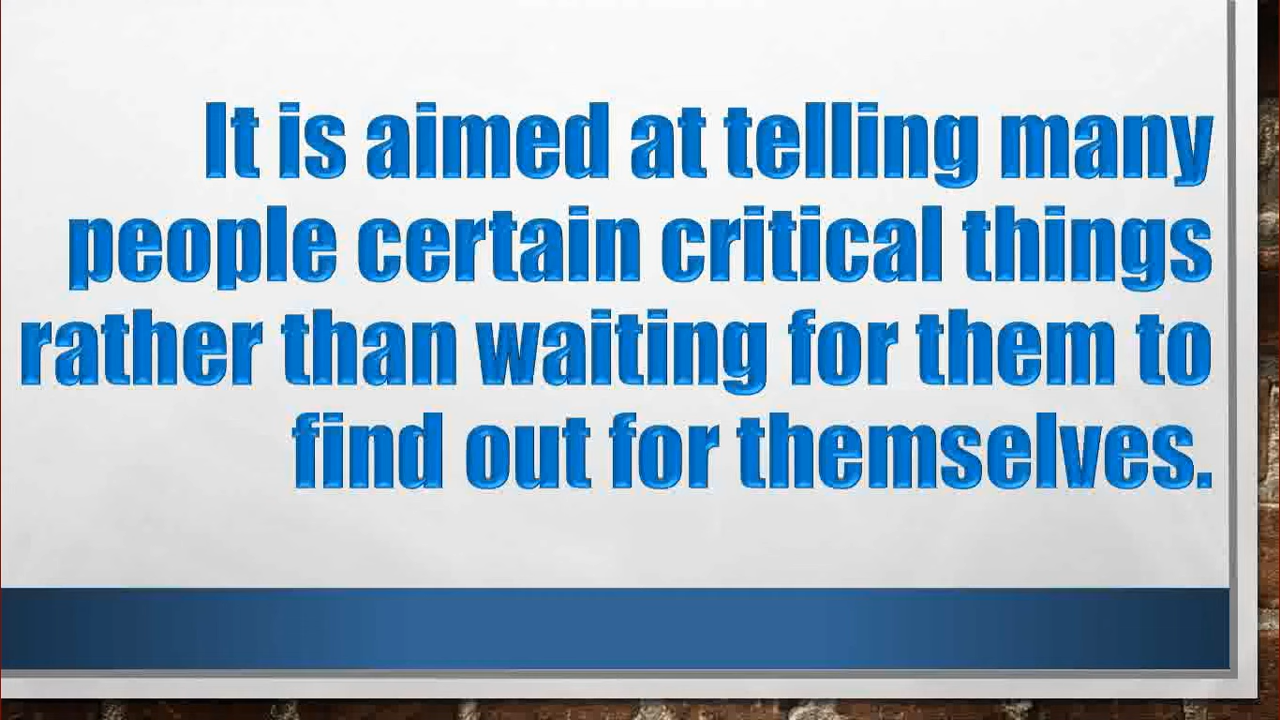 It is aimed at telling many
people certain critical things
rather than waiting for them to
find out for themselves.